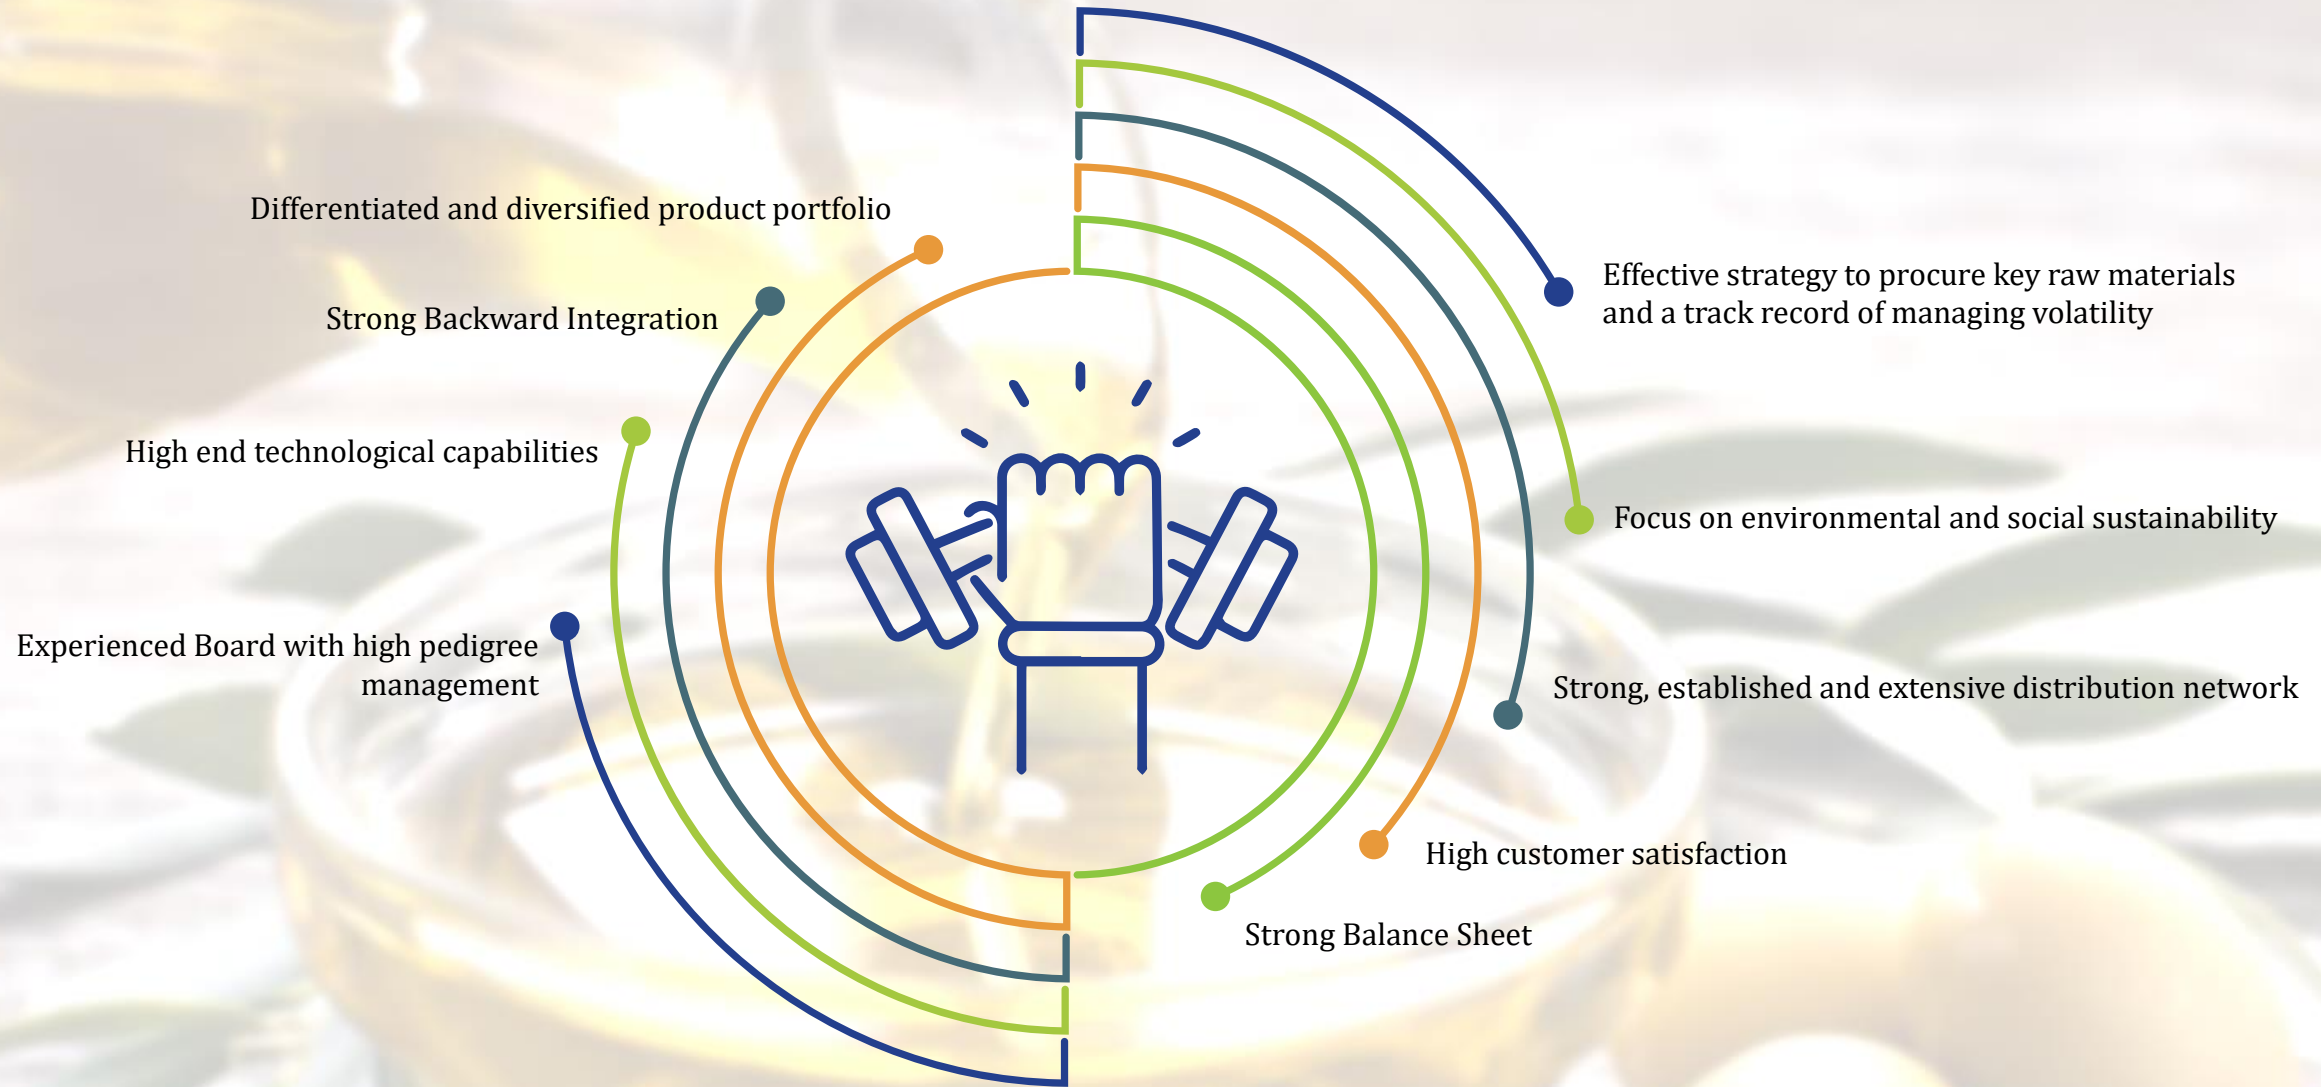 Differentiated and diversified product portfolio
Strong Backward Integration
High end technological capabilities
Experienced Board with high pedigree
management
Effective strategy to procure key raw materials
and a track record of managing volatility
Focus on environmental and social sustainability
Strong, established and extensive distribution network
High customer satisfaction
Strong Balance Sheet